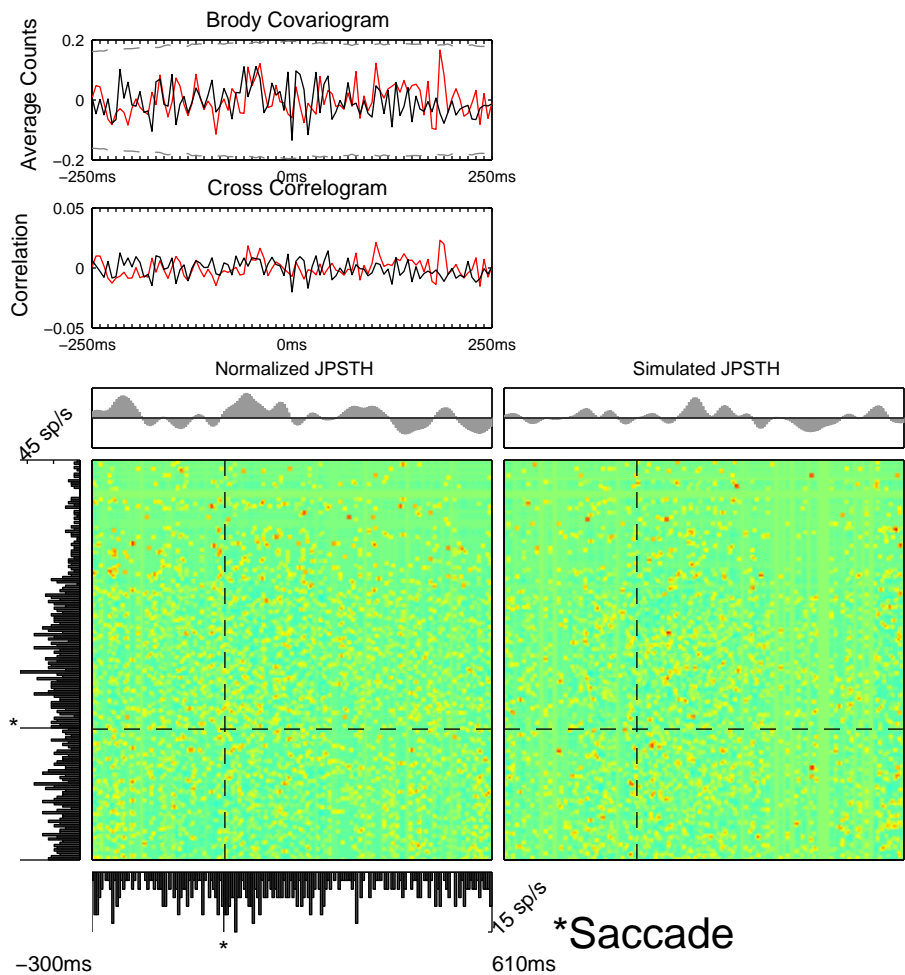 Brody Covariogram
Average Counts
0.2
0
−0.2
−250ms
0ms
250ms
Cross Correlogram
Correlation
0.05
0
−0.05
−250ms
0ms
250ms
Normalized JPSTH
Simulated JPSTH
45 sp/s
*
15 sp/s
*
*Saccade
−300ms
610ms